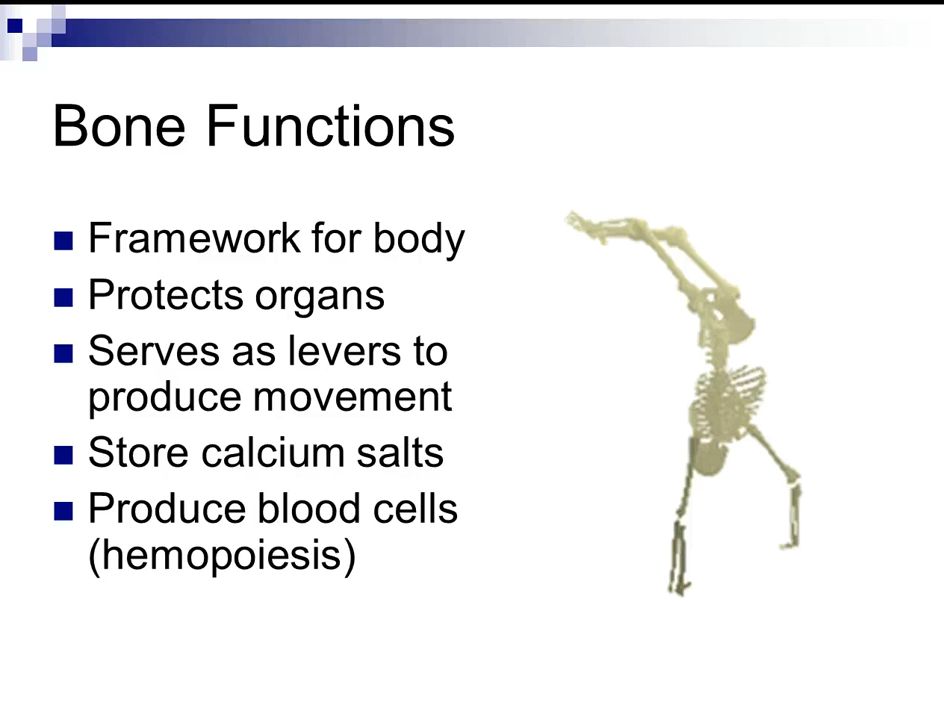 Bone Functions
Framework for body
Protects organs
Serves as levers to
produce movement
Store calcium salts
Produce blood cells
(hemopoiesis)